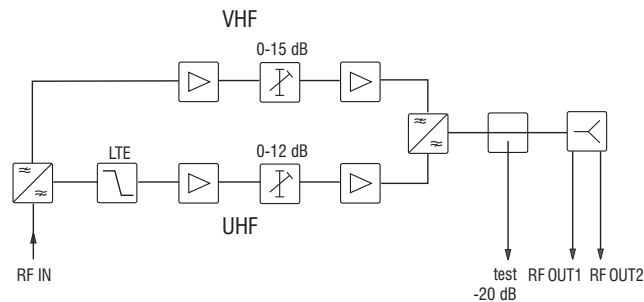 VHF
0-15 dB
LTE
0-12 dB
UHF
RF IN
test
-20 dB
RF OUT1
RF OUT2